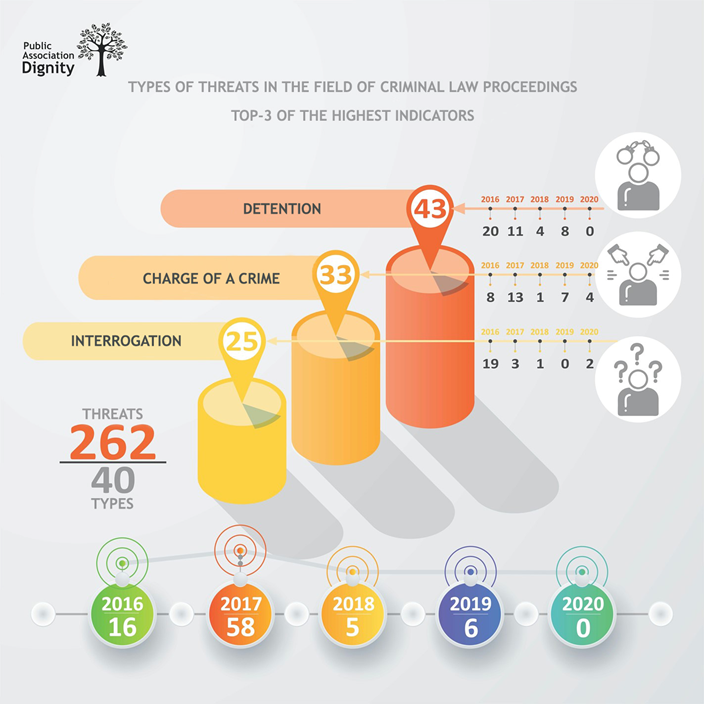 Public
Association
Dignity
TYPES OF THREATS IN THE FIELD OF CRIMINAL LAW PROCEEDINGS
TOP-3 OF THE HIGHEST INDICATORS
DETENTION
43
2016 2017 2018 2019 2020
20 11 4 8 0
CHARGE OF A CRIME
33
2016 2017 2018 2019 2020
8 13 1 7 4
INTERROGATION
25
2016 2017 2018 2019 2020
19 3 1 0 2
? ? ?
THREATS
262
40
TYPES
2016
16
2017
58
2018
5
2019
6
2020
0